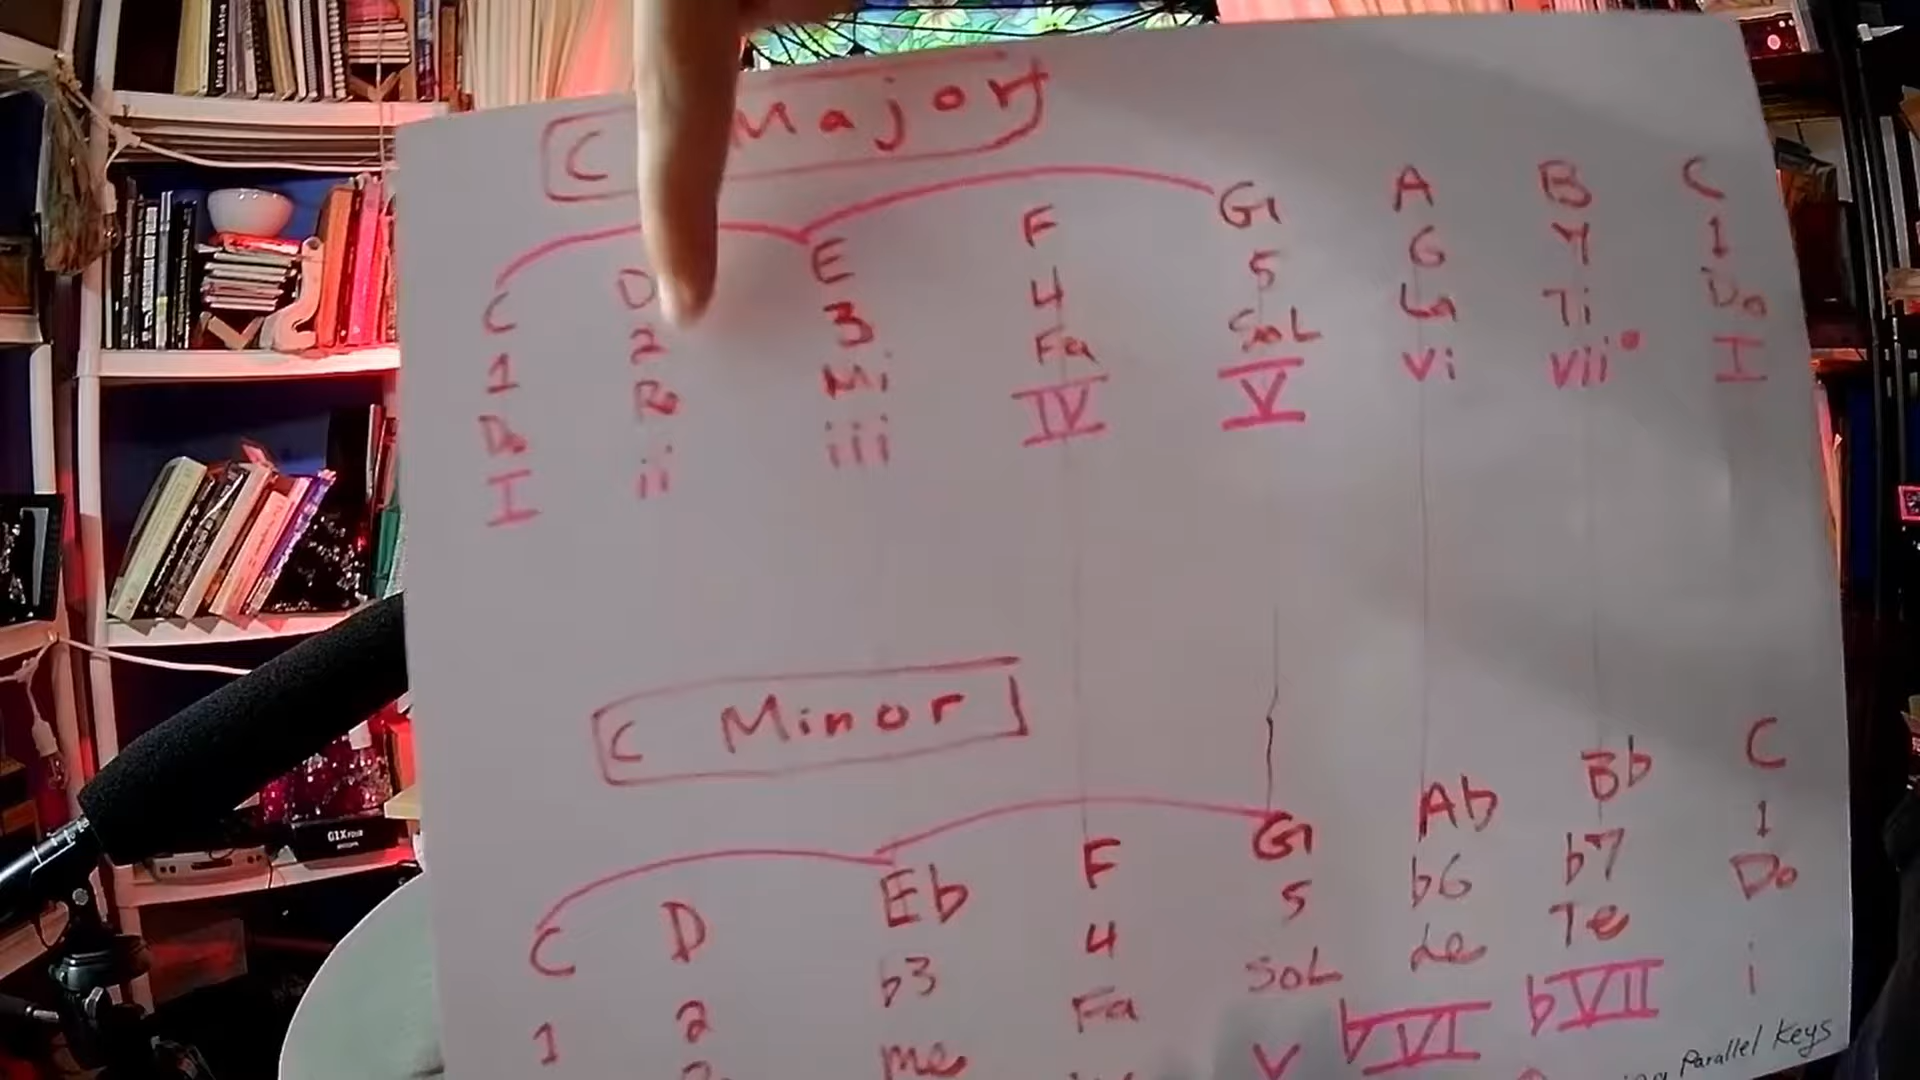 C Major
C D E F G A B C
1 2 3 4 5 6 7 1
Do Re Mi Fa SoL La Ti Do
I ii iii IV V vi vii° I
C Minor
C D Eb F G Ab Bb C
1 2 b3 4 5 b6 b7 1
me Fa SoL Le Te Do
V bVI bVII i
Parallel Keys
GIXFOUR